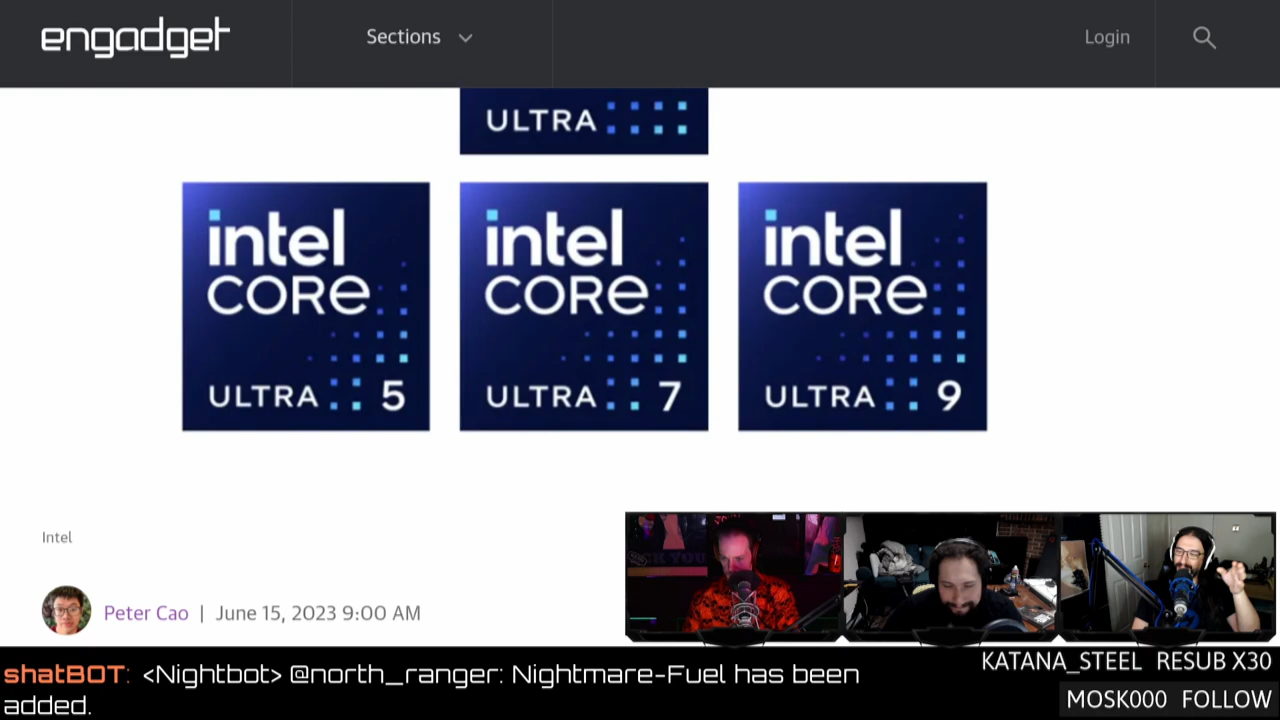 engadget
Sections
Login
ULTRA
intel
CORE
ULTRA 5
intel
CORE
ULTRA 7
intel
CORE
ULTRA 9
Intel
Peter Cao | June 15, 2023 9:00 AM
shatBOT: <Nightbot> @north_ranger: Nightmare-Fuel has been
added.
KATANA_STEEL RESUB X30
MOSK000 FOLLOW